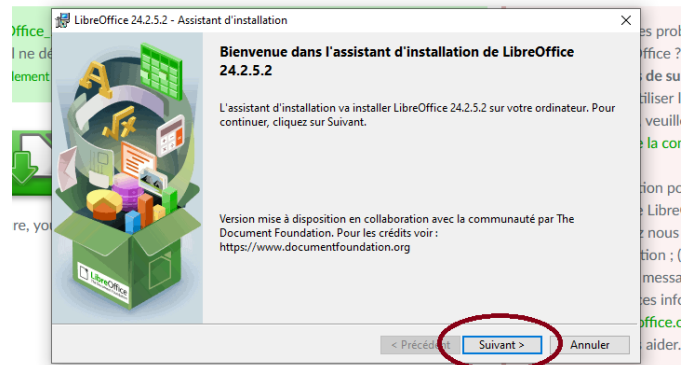 LibreOffice 24.2.5.2 - Assistant d'installation
Bienvenue dans l'assistant d'installation de LibreOffice
24.2.5.2
L'assistant d'installation va installer LibreOffice 24.2.5.2 sur votre ordinateur. Pour
continuer, cliquez sur Suivant.
Version mise à disposition en collaboration avec la communauté par The
Document Foundation. Pour les crédits voir :
https://www.documentfoundation.org
LibreOffice
The Document Foundation
< Précédent
Suivant >
Annuler